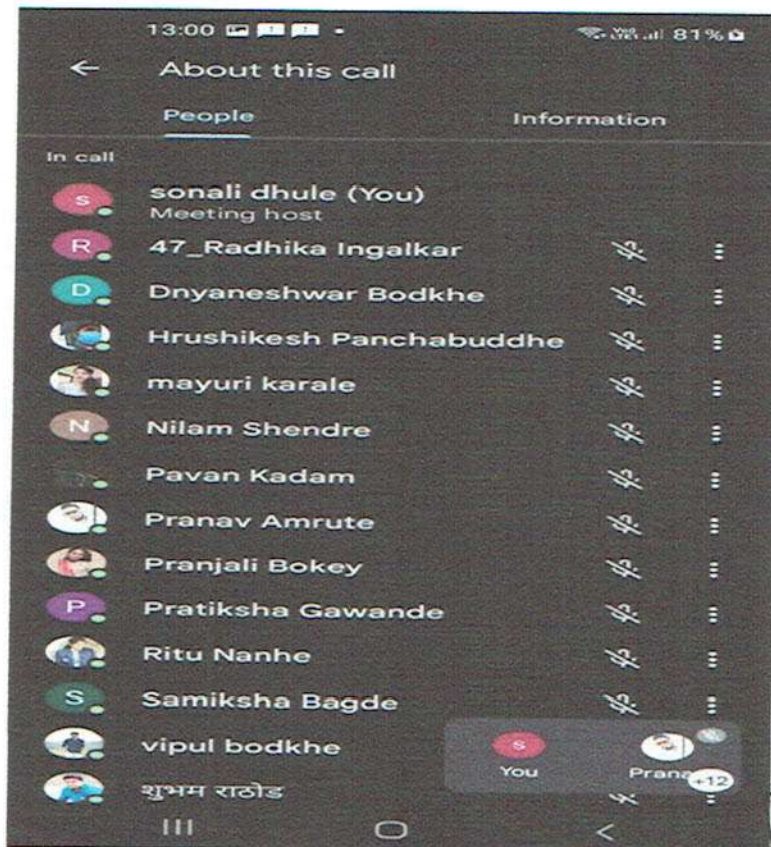 13:00 81%
About this call
People Information
In call
sonali dhule (You)
Meeting host
47_Radhika Ingalkar
Dnyaneshwar Bodkhe
Hrushikesh Panchabuddhe
mayuri karale
Nilam Shendre
Pavan Kadam
Pranav Amrute
Pranjali Bokey
Pratiksha Gawande
Ritu Nanhe
Samiksha Bagde
vipul bodkhe
शुभम राठोड
S
R
D
N
P
S
s
You Prana
+12